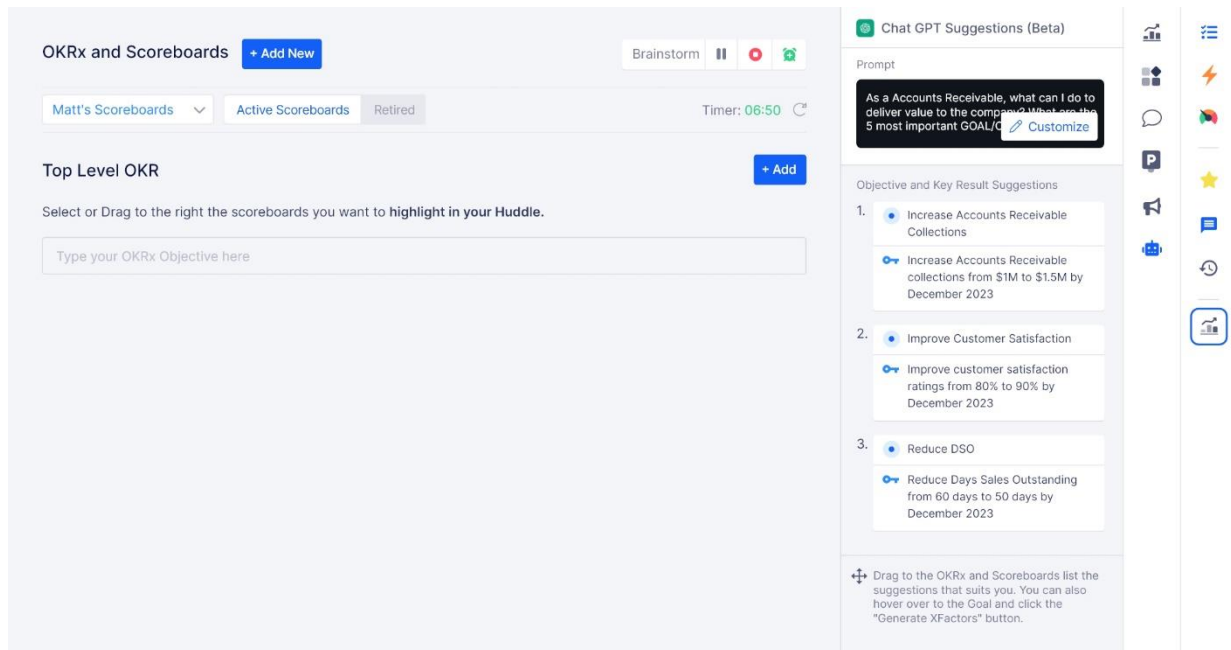 OKRx and Scoreboards
+ Add New
Brainstorm
Matt's Scoreboards
Active Scoreboards
Retired
Timer: 06:50
Top Level OKR
+ Add
Select or Drag to the right the scoreboards you want to highlight in your Huddle.
Type your OKRx Objective here
Chat GPT Suggestions (Beta)
Prompt
As a Accounts Receivable, what can I do to
deliver value to the company? What are the
5 most important GOAL/
Customize
Objective and Key Result Suggestions
1.
Increase Accounts Receivable
Collections
Increase Accounts Receivable
collections from $1M to $1.5M by
December 2023
2.
Improve Customer Satisfaction
Improve customer satisfaction
ratings from 80% to 90% by
December 2023
3.
Reduce DSO
Reduce Days Sales Outstanding
from 60 days to 50 days by
December 2023
Drag to the OKRx and Scoreboards list the
suggestions that suits you. You can also
hover over to the Goal and click the
"Generate XFactors" button.
P